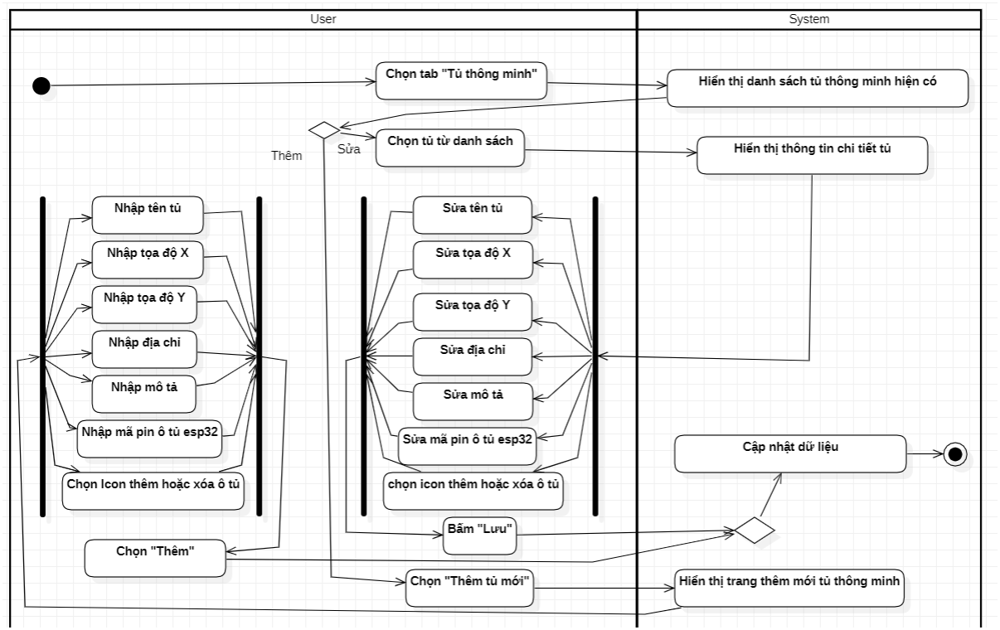 User
System
Chọn tab "Tủ thông minh"
Hiển thị danh sách tủ thông minh hiện có
Thêm
Sửa
Chọn tủ từ danh sách
Hiển thị thông tin chi tiết tủ
Nhập tên tủ
Nhập tọa độ X
Nhập tọa độ Y
Nhập địa chỉ
Nhập mô tả
Nhập mã pin ô tủ esp32
Chọn Icon thêm hoặc xóa ô tủ
Sửa tên tủ
Sửa tọa độ X
Sửa tọa độ Y
Sửa địa chỉ
Sửa mô tả
Sửa mã pin ô tủ esp32
chọn icon thêm hoặc xóa ô tủ
Cập nhật dữ liệu
Bấm "Lưu"
Chọn "Thêm"
Chọn "Thêm tủ mới"
Hiển thị trang thêm mới tủ thông minh